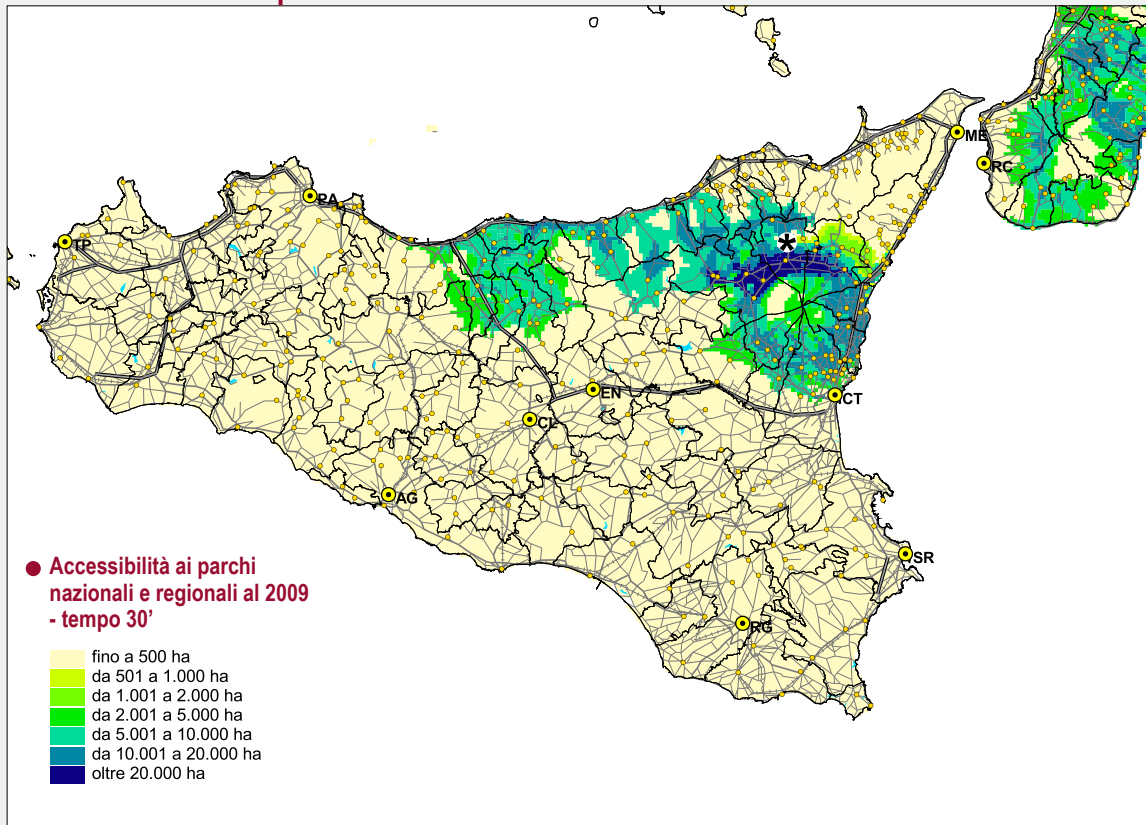 ME
RC
PA
TP
*
EN
CT
CL
AG
SR
RG
Accessibilità ai parchi
nazionali e regionali al 2009
- tempo 30’
fino a 500 ha
da 501 a 1.000 ha
da 1.001 a 2.000 ha
da 2.001 a 5.000 ha
da 5.001 a 10.000 ha
da 10.001 a 20.000 ha
oltre 20.000 ha